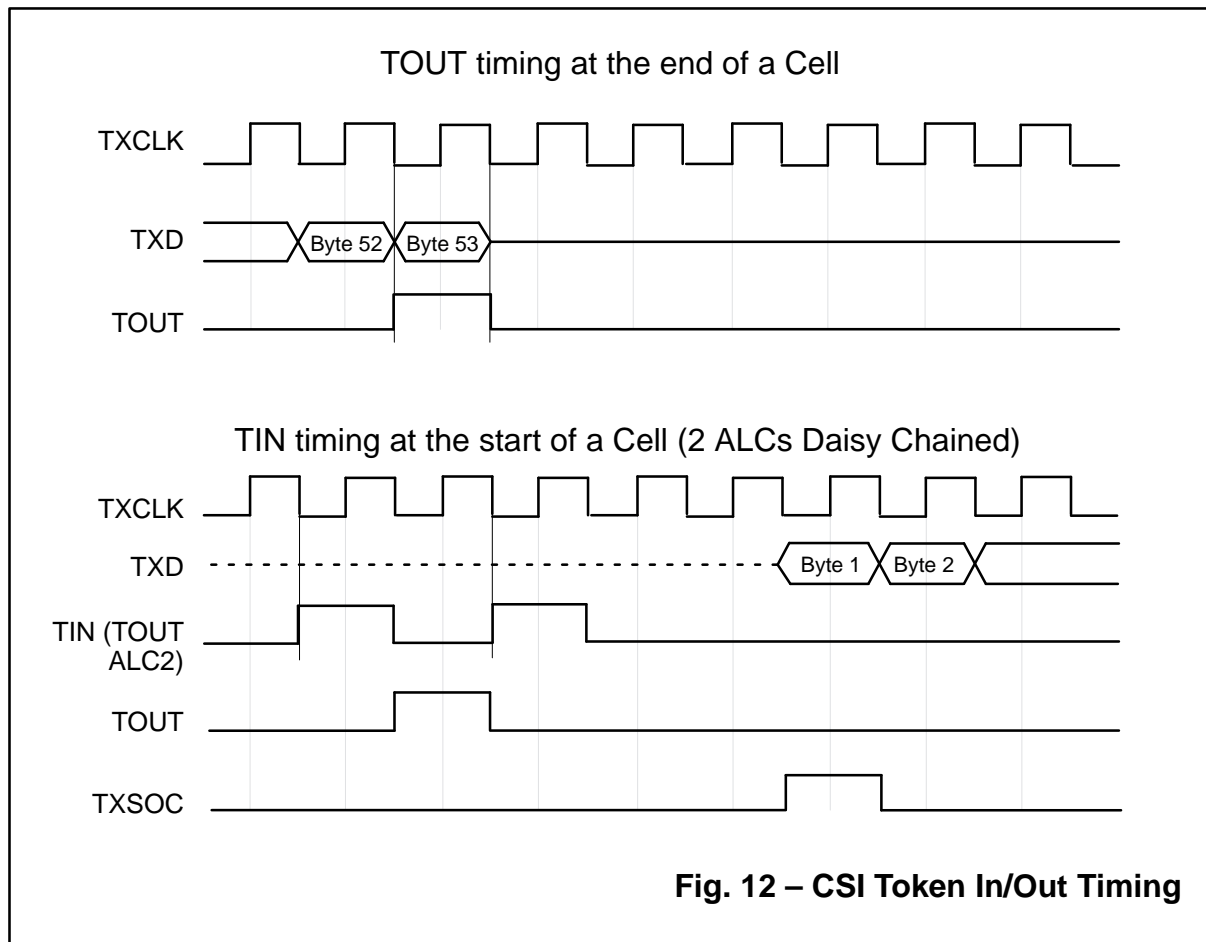 TOUT timing at the end of a Cell
TXCLK
TXD
Byte 52
Byte 53
TOUT
TIN timing at the start of a Cell (2 ALCs Daisy Chained)
TXCLK
TXD
Byte 1
Byte 2
TIN (TOUT
ALC2)
TOUT
TXSOC
Fig. 12 – CSI Token In/Out Timing